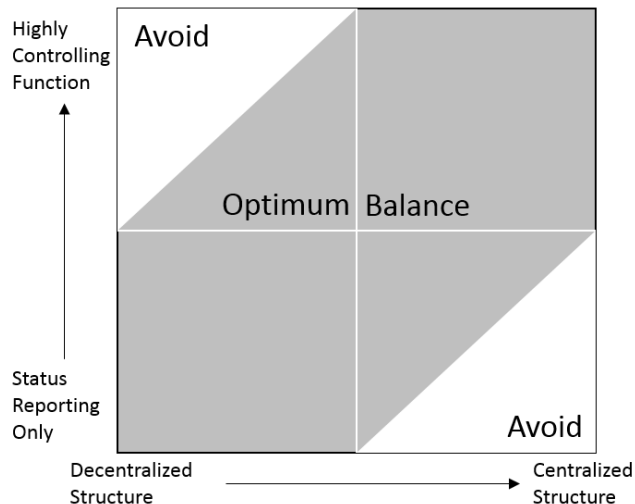 Highly
Controlling
Function
Avoid
Optimum Balance
Status
Reporting
Only
Avoid
Decentralized
Structure
Centralized
Structure